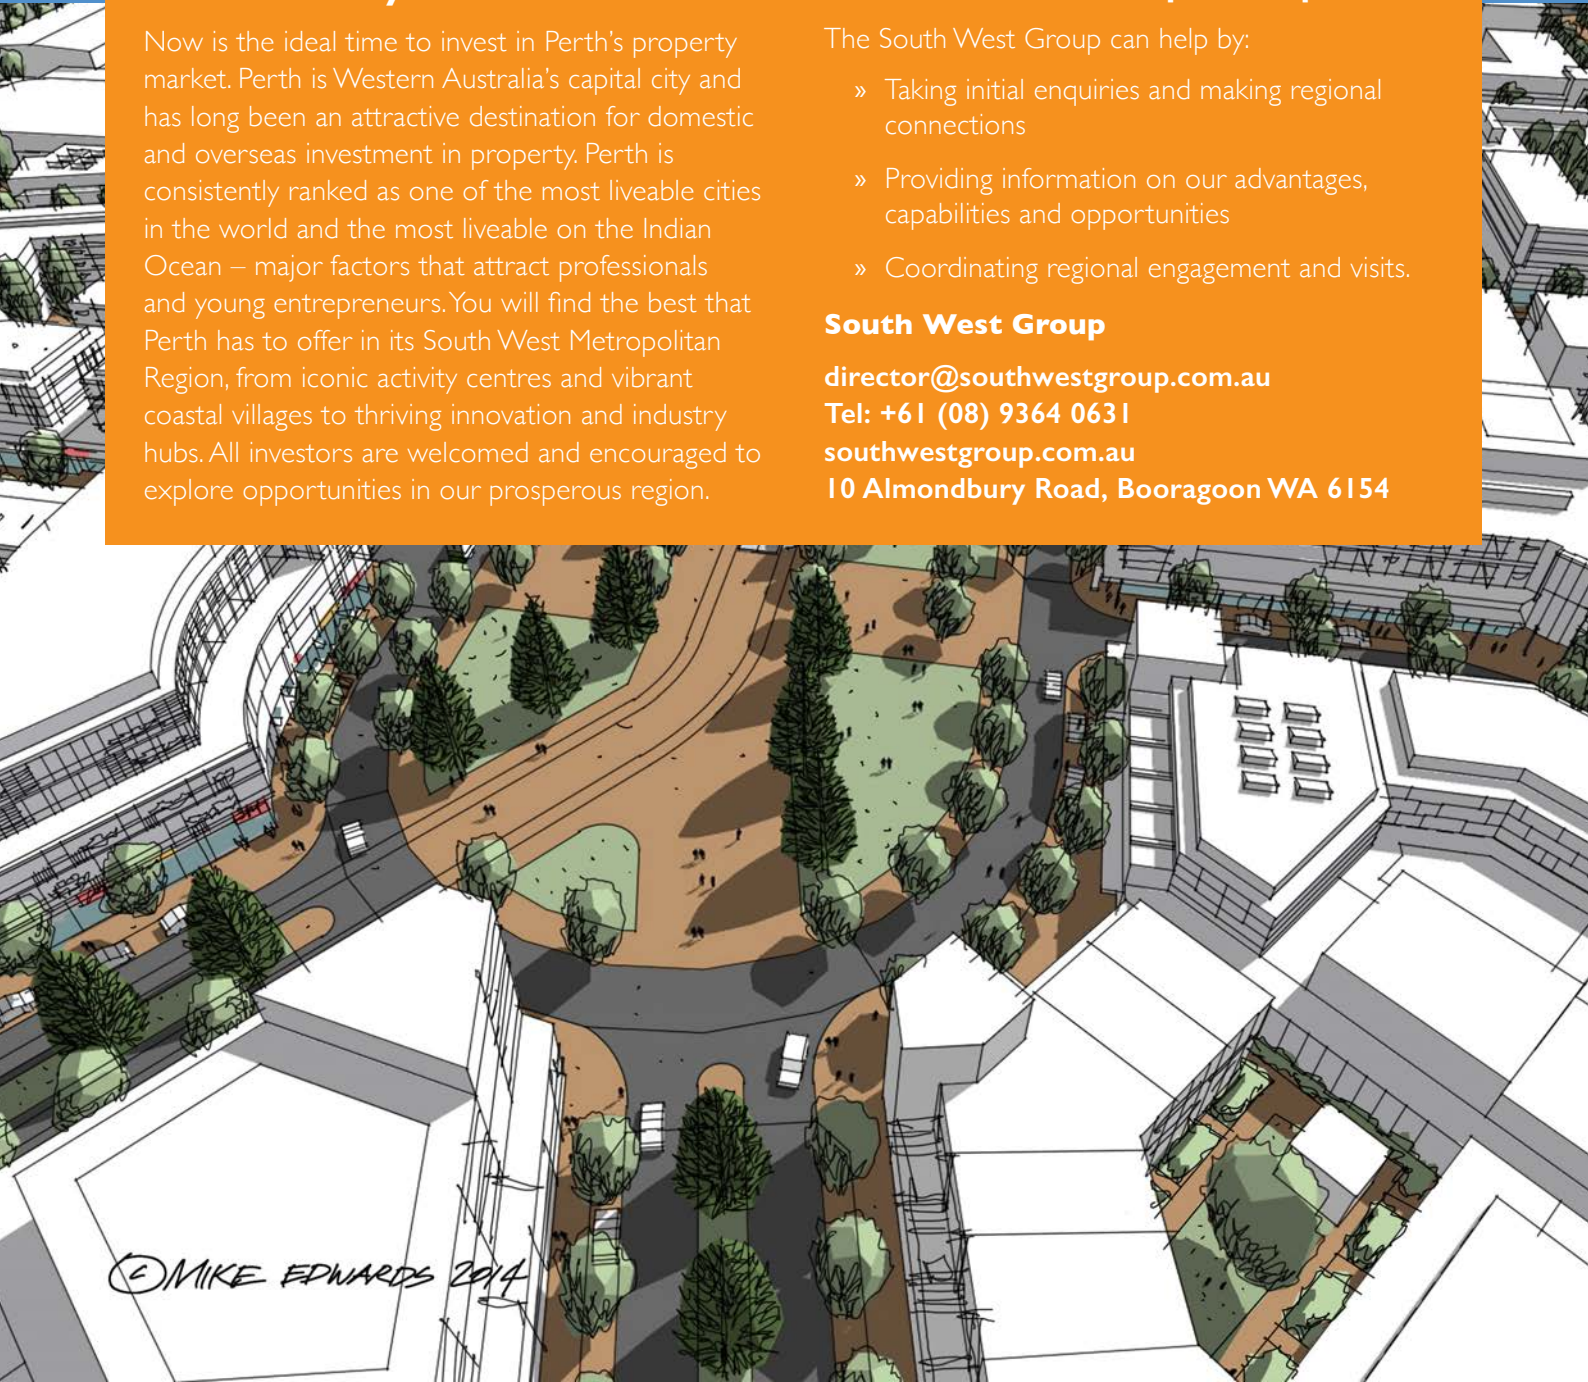 Now is the ideal time to invest in Perth's property
market. Perth is Western Australia's capital city and
has long been an attractive destination for domestic
and overseas investment in property. Perth is
consistently ranked as one of the most liveable cities
in the world and the most liveable on the Indian
Ocean – major factors that attract professionals
and young entrepreneurs. You will find the best that
Perth has to offer in its South West Metropolitan
Region, from iconic activity centres and vibrant
coastal villages to thriving innovation and industry
hubs. All investors are welcomed and encouraged to
explore opportunities in our prosperous region.
The South West Group can help by:
» Taking initial enquiries and making regional
connections
» Providing information on our advantages,
capabilities and opportunities
» Coordinating regional engagement and visits.
South West Group
director@southwestgroup.com.au
Tel: +61 (08) 9364 0631
southwestgroup.com.au
10 Almondbury Road, Booragoon WA 6154
©MIKE EDWARDS 2014